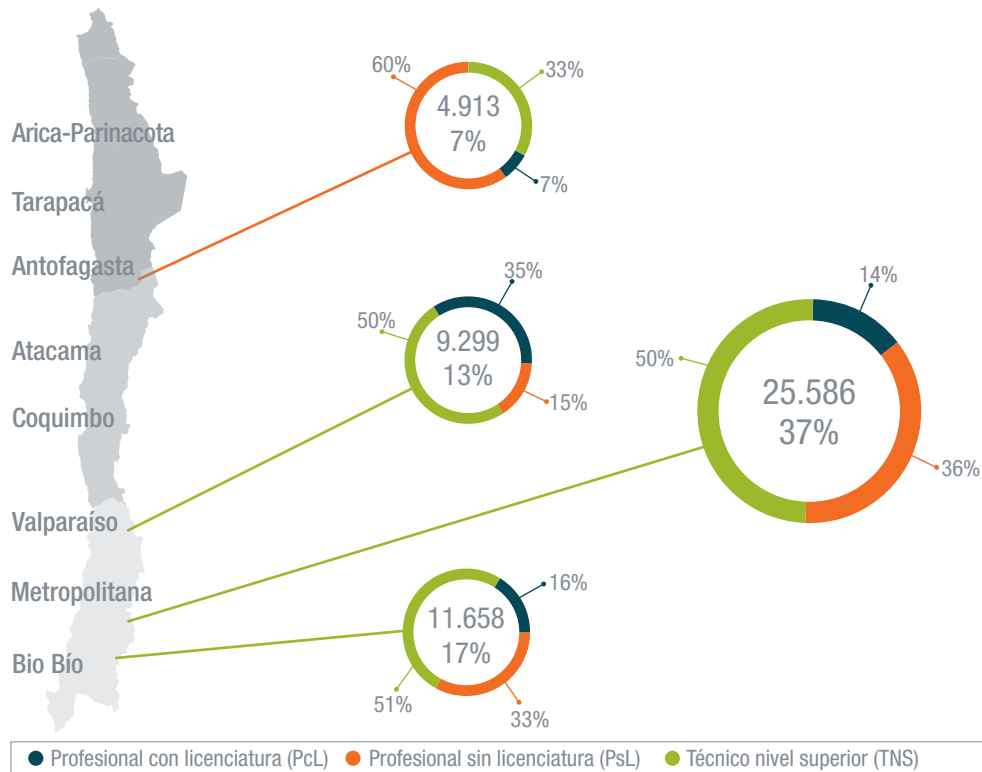 60%
33%
4.913
7%
7%
Arica-Parinacota
Tarapacá
Antofagasta
Atacama
Coquimbo
Valparaíso
Metropolitana
Bio Bío
35%
50%
9.299
13%
15%
14%
50%
25.586
37%
36%
16%
11.658
17%
51%
33%
Profesional con licenciatura (PcL) Profesional sin licenciatura (PsL) Técnico nivel superior (TNS)